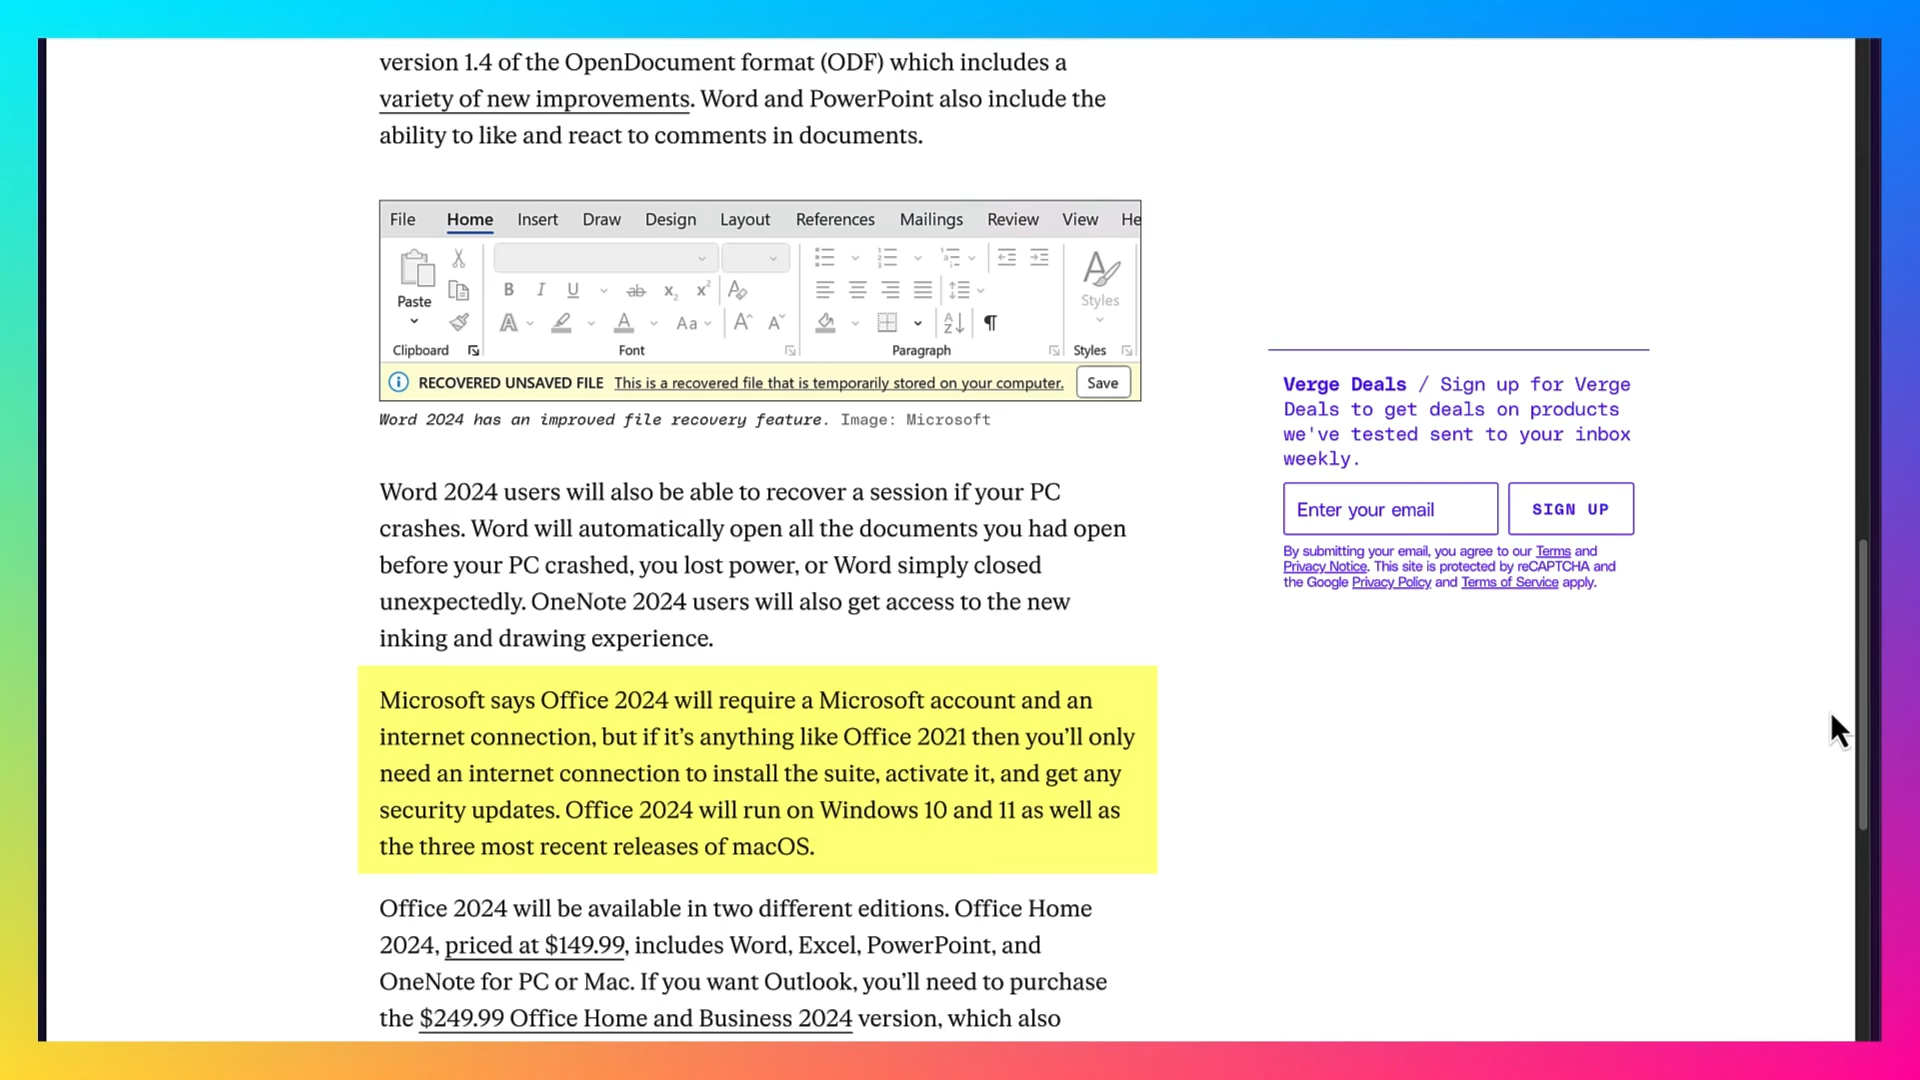 version 1.4 of the OpenDocument format (ODF) which includes a
variety of new improvements. Word and PowerPoint also include the
ability to like and react to comments in documents.
File Home Insert Draw Design Layout References Mailings Review View He
Paste
B I U ab x₂ x² A
A A Aa A^ Aˇ A Z ¶
Styles
Clipboard Font Paragraph Styles
RECOVERED UNSAVED FILE This is a recovered file that is temporarily stored on your computer. Save
Word 2024 has an improved file recovery feature. Image: Microsoft
Word 2024 users will also be able to recover a session if your PC
crashes. Word will automatically open all the documents you had open
before your PC crashed, you lost power, or Word simply closed
unexpectedly. OneNote 2024 users will also get access to the new
inking and drawing experience.
Microsoft says Office 2024 will require a Microsoft account and an
internet connection, but if it’s anything like Office 2021 then you’ll only
need an internet connection to install the suite, activate it, and get any
security updates. Office 2024 will run on Windows 10 and 11 as well as
the three most recent releases of macOS.
Office 2024 will be available in two different editions. Office Home
2024, priced at $149.99, includes Word, Excel, PowerPoint, and
OneNote for PC or Mac. If you want Outlook, you’ll need to purchase
the $249.99 Office Home and Business 2024 version, which also
Verge Deals / Sign up for Verge
Deals to get deals on products
we've tested sent to your inbox
weekly.
Enter your email SIGN UP
By submitting your email, you agree to our Terms and
Privacy Notice. This site is protected by reCAPTCHA and
the Google Privacy Policy and Terms of Service apply.